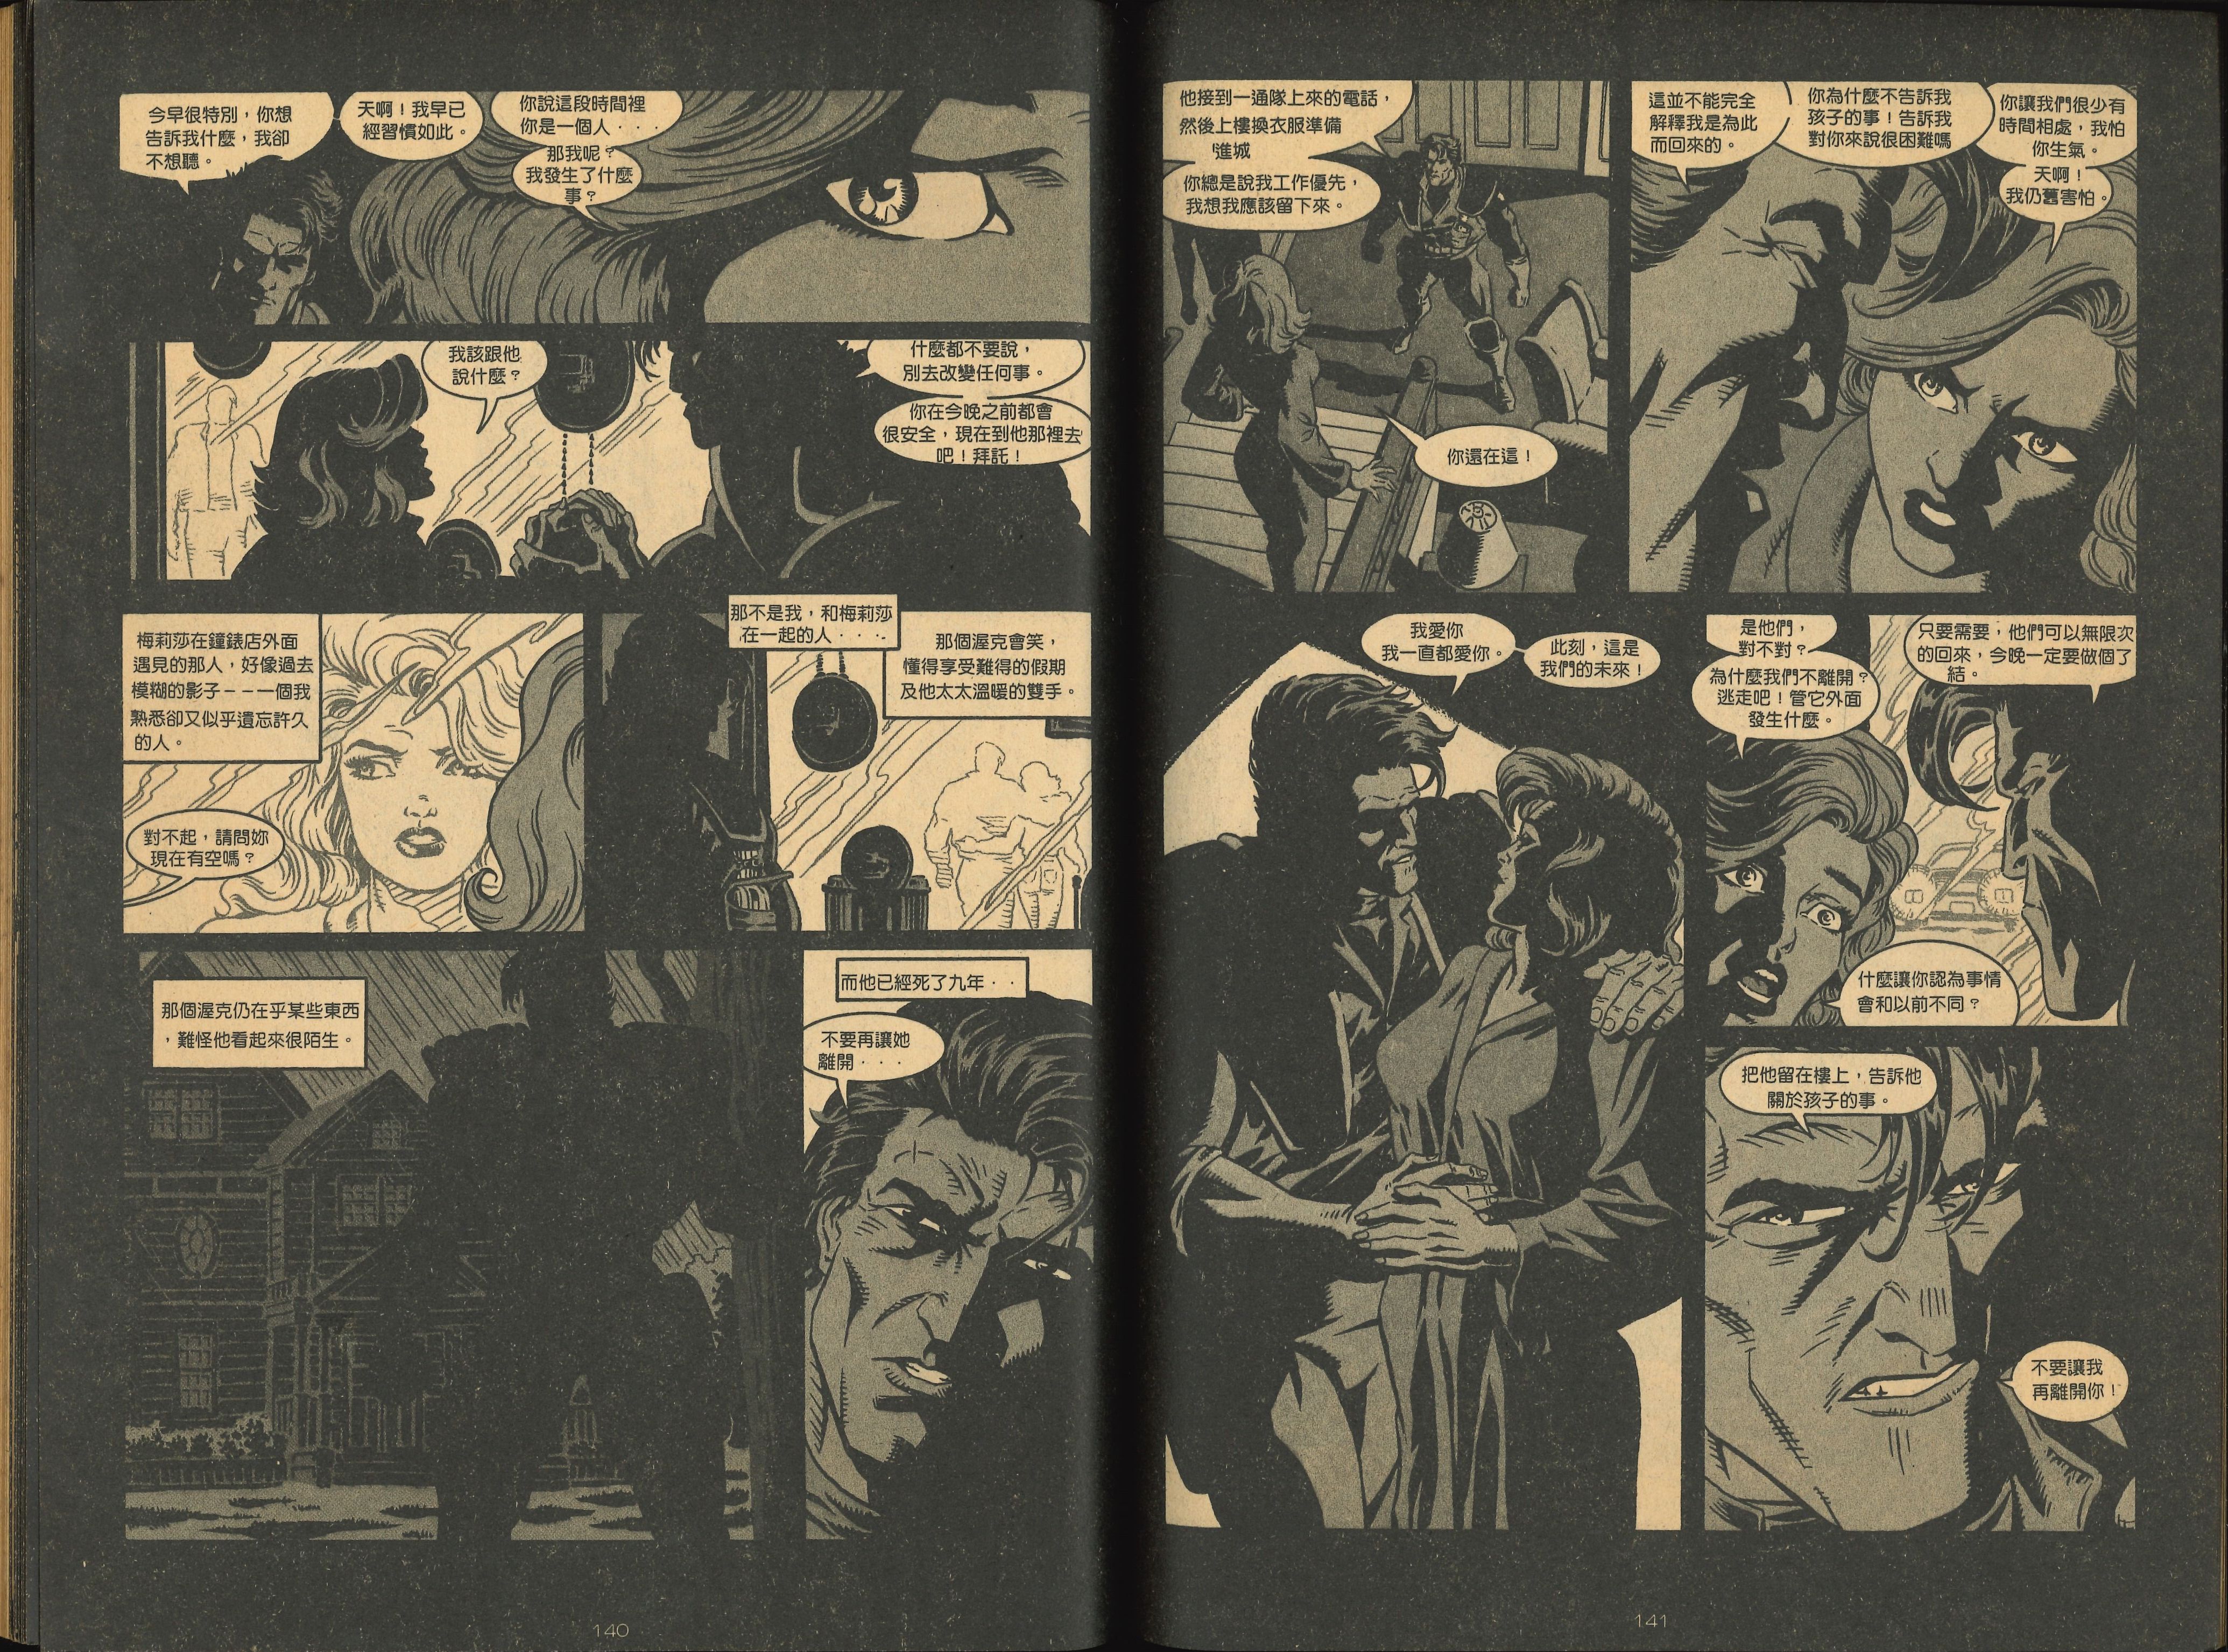 今早很特別，你想
告訴我什麼，我卻
不想聽。
天啊！我早已
經習慣如此。
你說這段時間裡
你是一個人．．．
那我呢？
我發生了什麼
事？
我該跟他
說什麼？
什麼都不要說，
別去改變任何事。
你在今晚之前都會
很安全，現在到他那裡去
吧！拜託！
梅莉莎在鐘錶店外面
遇見的那人，好像過去
模糊的影子－－一個我
熟悉卻又似乎遺忘許久
的人。
對不起，請問妳
現在有空嗎？
那不是我，和梅莉莎
在一起的人．．．．
那個渥克會笑，
懂得享受難得的假期
及他太太溫暖的雙手。
那個渥克仍在乎某些東西
，難怪他看起來很陌生。
而他已經死了九年．．
不要再讓她
離開．．．
140
他接到一通隊上來的電話，
然後上樓換衣服準備
進城
你總是說我工作優先，
我想我應該留下來。
你還在這！
這並不能完全
解釋我是為此
而回來的。
你為什麼不告訴我
孩子的事！告訴我
對你來說很困難嗎
你讓我們很少有
時間相處，我怕
你生氣。
天啊！
我仍舊害怕。
我愛你
我一直都愛你。
此刻，這是
我們的未來！
是他們，
對不對？
為什麼我們不離開？
逃走吧！管它外面
發生什麼。
只要需要，他們可以無限次
的回來，今晚一定要做個了
結。
什麼讓你認為事情
會和以前不同？
把他留在樓上，告訴他
關於孩子的事。
不要讓我
再離開你！
141